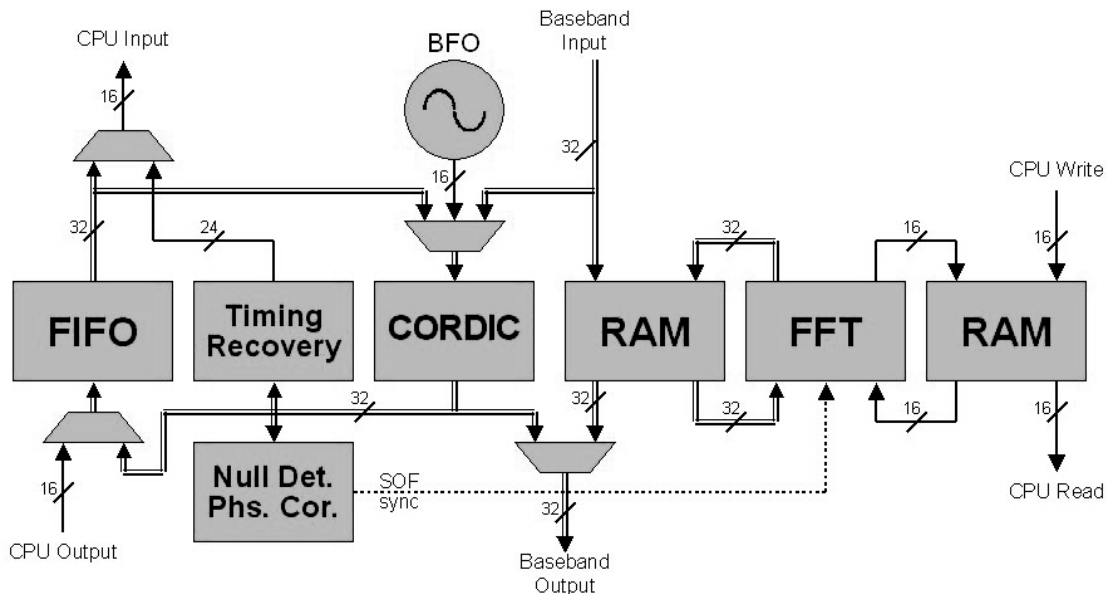 CPU Input
BFO
Baseband
Input
16
32
16
CPU Write
32
24
32
16
16
FIFO
Timing
Recovery
CORDIC
RAM
FFT
RAM
32
32
32
16
16
16
Null Det.
Phs. Cor.
SOF
sync
32
CPU Read
CPU Output
Baseband
Output